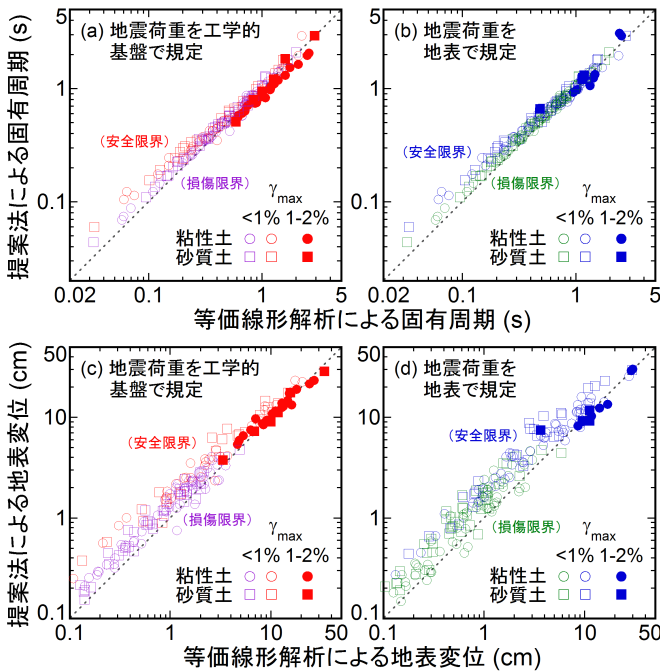 提案法による固有周期 (s)
5
1
0.1
(a) 地震荷重を工学的
基盤で規定
(安全限界)
(損傷限界)
γmax
<1% 1-2%
粘性土
砂質土
0.02
0.1
1
5
(b) 地震荷重を
地表で規定
(安全限界)
(損傷限界)
γmax
<1% 1-2%
粘性土
砂質土
0.02
0.1
1
5
等価線形解析による固有周期 (s)
提案法による地表変位 (cm)
50
10
1
0.1
(c) 地震荷重を工学的
基盤で規定
(安全限界)
(損傷限界)
γmax
<1% 1-2%
粘性土
砂質土
0.1
1
10
50
(d) 地震荷重を
地表で規定
(安全限界)
(損傷限界)
γmax
<1% 1-2%
粘性土
砂質土
0.1
1
10
50
等価線形解析による地表変位 (cm)